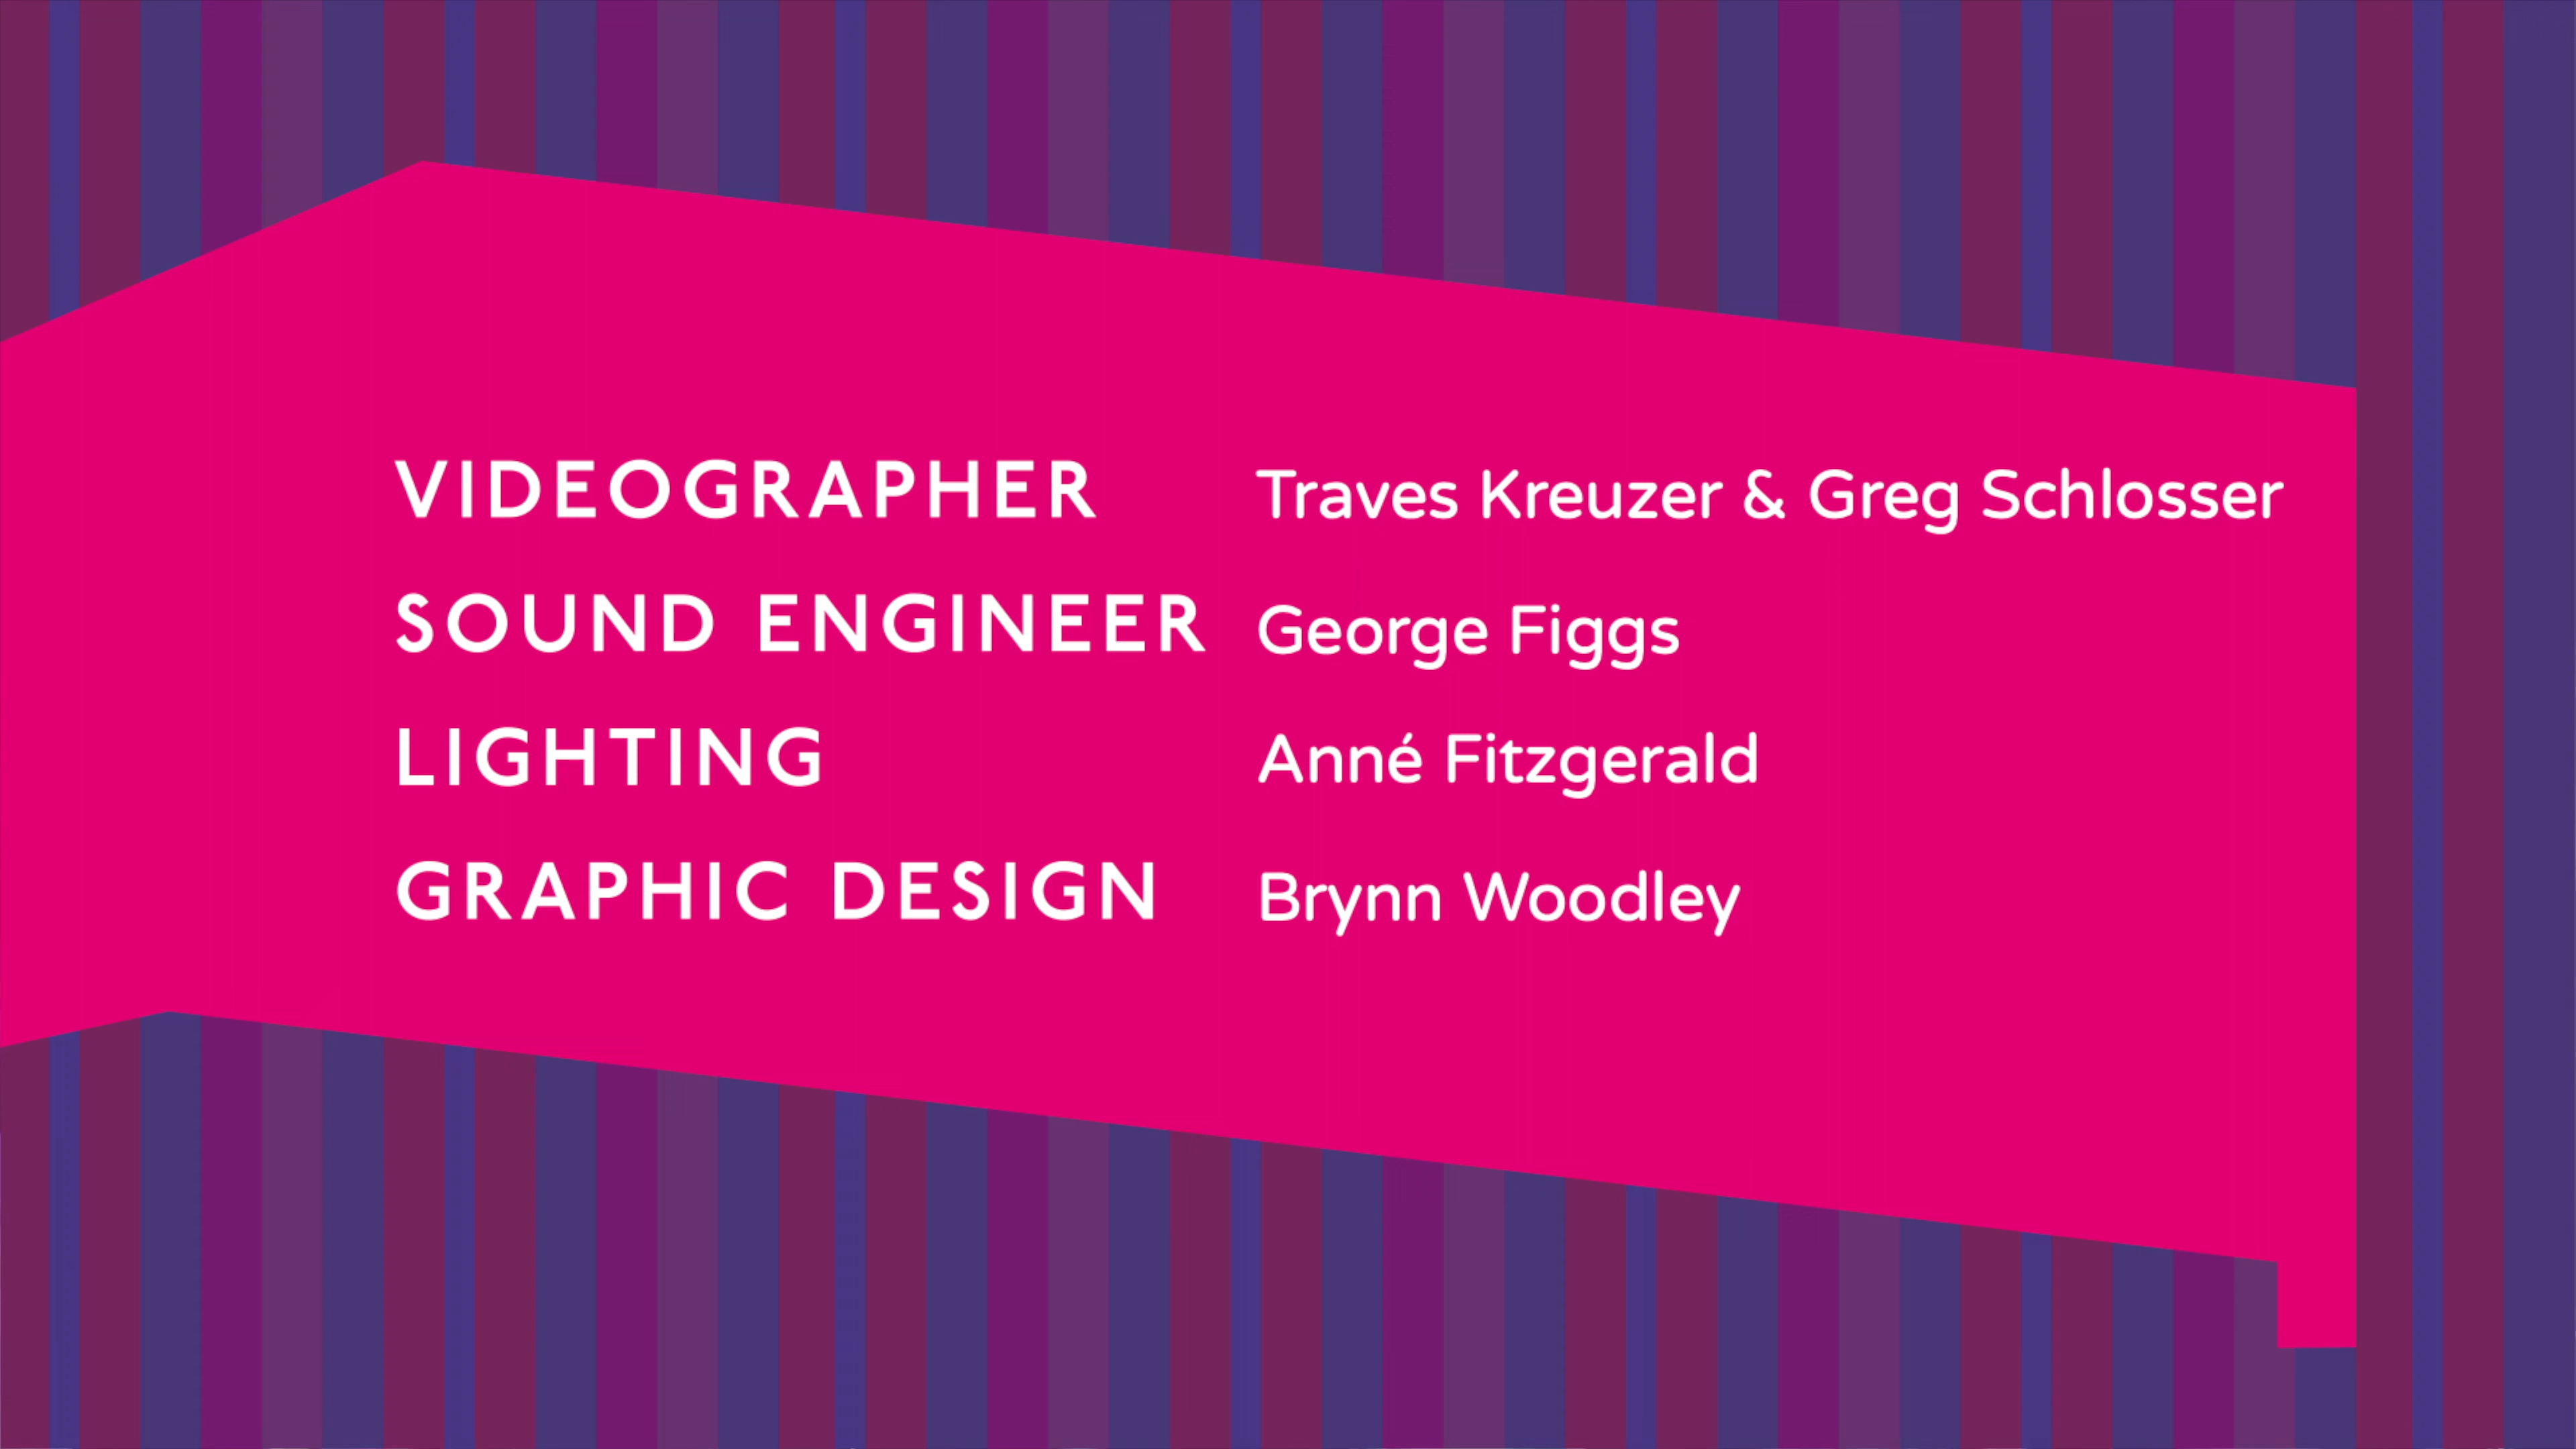 VIDEOGRAPHER Traves Kreuzer & Greg Schlosser
SOUND ENGINEER George Figgs
LIGHTING Anné Fitzgerald
GRAPHIC DESIGN Brynn Woodley